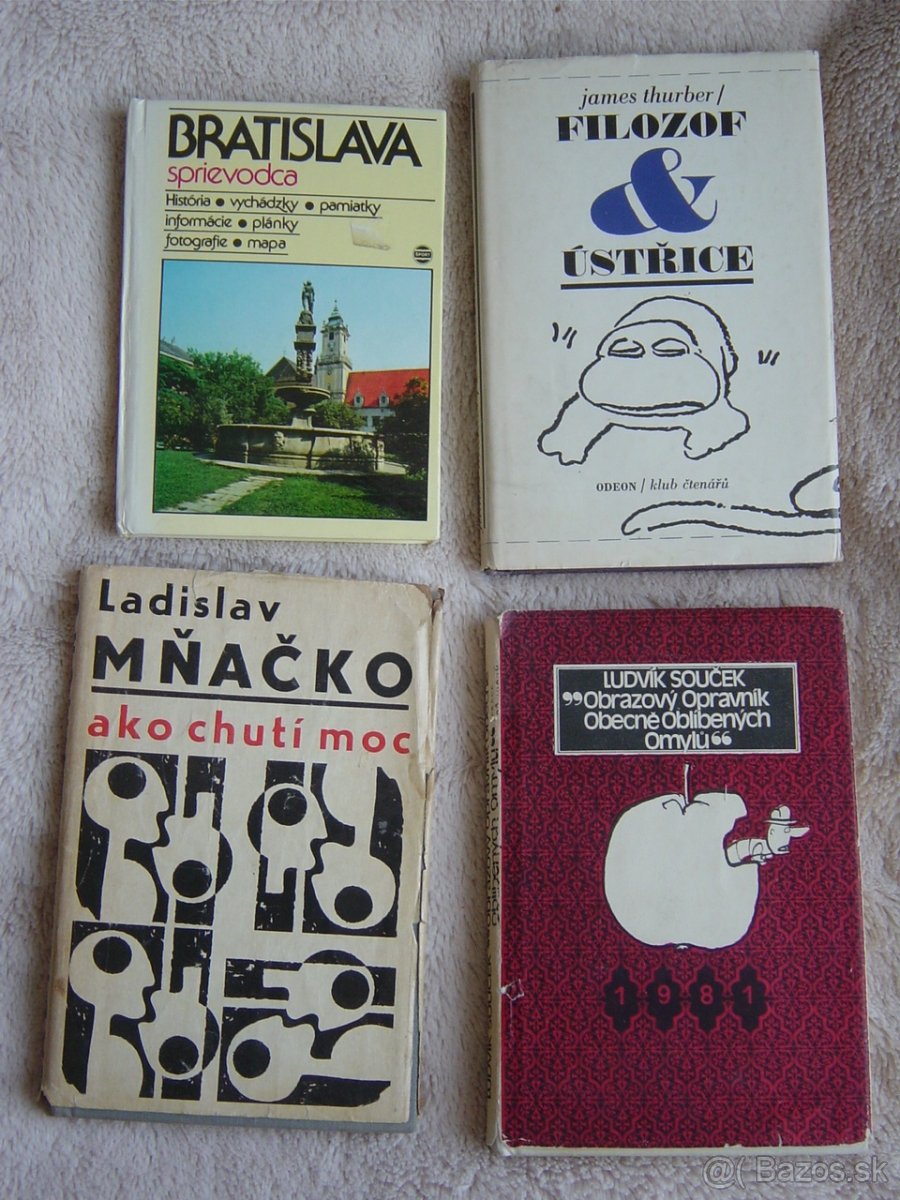 BRATISLAVA
sprievodca
História ● vychádzky ● pamiatky
informácie ● plánky
fotografie ● mapa
ŠPORT
james thurber/
FILOZOF
&
ÚSTŘICE
ODEON / klub čtenářů
Ladislav
MŇAČKO
ako chutí moc
LUDVÍK SOUČEK
„Obrazový Opravník
Obecně Oblíbených
Omylů“
1981
@( Bazos.sk